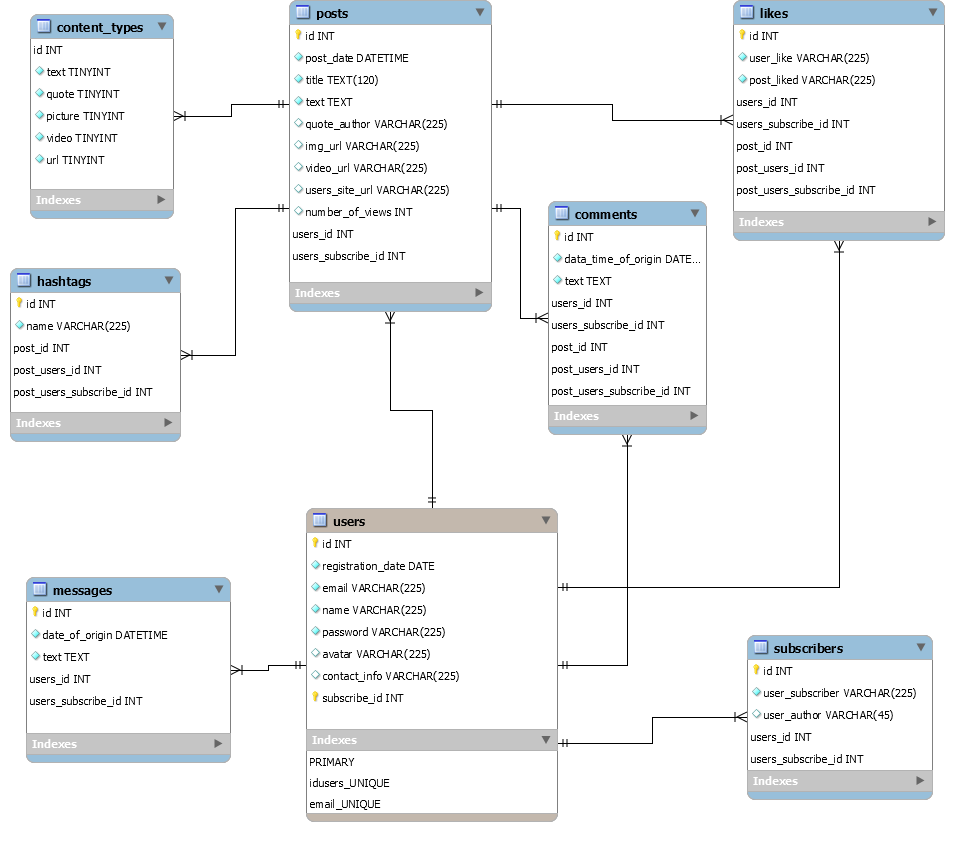 content_types
id INT
text TINYINT
quote TINYINT
picture TINYINT
video TINYINT
url TINYINT
Indexes
posts
id INT
post_date DATETIME
title TEXT(120)
text TEXT
quote_author VARCHAR(225)
img_url VARCHAR(225)
video_url VARCHAR(225)
users_site_url VARCHAR(225)
number_of_views INT
users_id INT
users_subscribe_id INT
Indexes
likes
id INT
user_like VARCHAR(225)
post_liked VARCHAR(225)
users_id INT
users_subscribe_id INT
post_id INT
post_users_id INT
post_users_subscribe_id INT
Indexes
hashtags
id INT
name VARCHAR(225)
post_id INT
post_users_id INT
post_users_subscribe_id INT
Indexes
comments
id INT
data_time_of_origin DATE...
text TEXT
users_id INT
users_subscribe_id INT
post_id INT
post_users_id INT
post_users_subscribe_id INT
Indexes
users
id INT
registration_date DATE
email VARCHAR(225)
name VARCHAR(225)
password VARCHAR(225)
avatar VARCHAR(225)
contact_info VARCHAR(225)
subscribe_id INT
Indexes
PRIMARY
idusers_UNIQUE
email_UNIQUE
messages
id INT
date_of_origin DATETIME
text TEXT
users_id INT
users_subscribe_id INT
Indexes
subscribers
id INT
user_subscriber VARCHAR(225)
user_author VARCHAR(45)
users_id INT
users_subscribe_id INT
Indexes